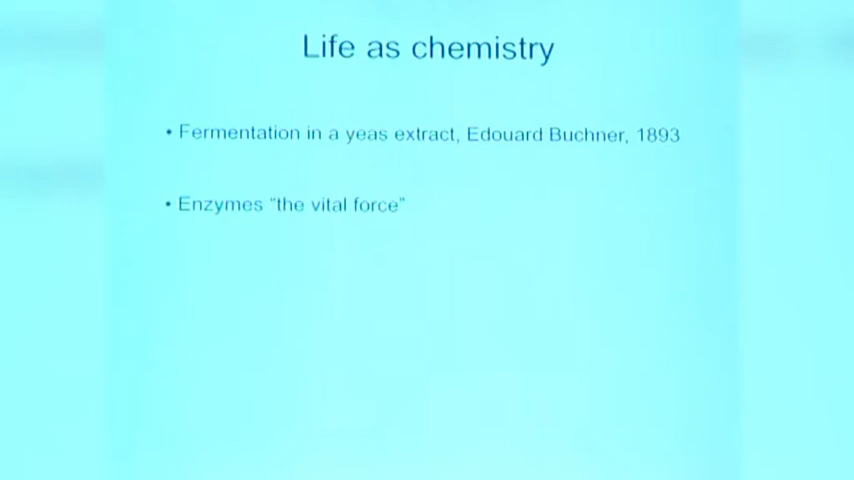 Life as chemistry
• Fermentation in a yeas extract, Edouard Buchner, 1893
• Enzymes “the vital force”